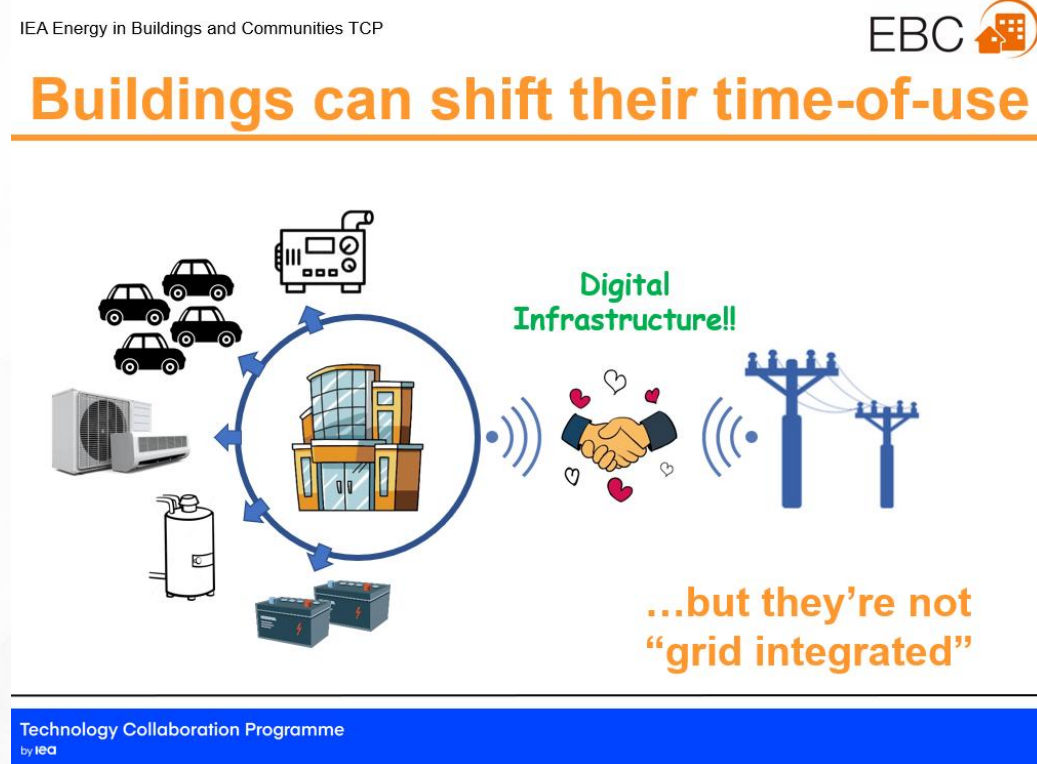 IEA Energy in Buildings and Communities TCP
EBC
Buildings can shift their time-of-use
Digital
Infrastructure!!
…but they’re not
“grid integrated”
Technology Collaboration Programme
by iea